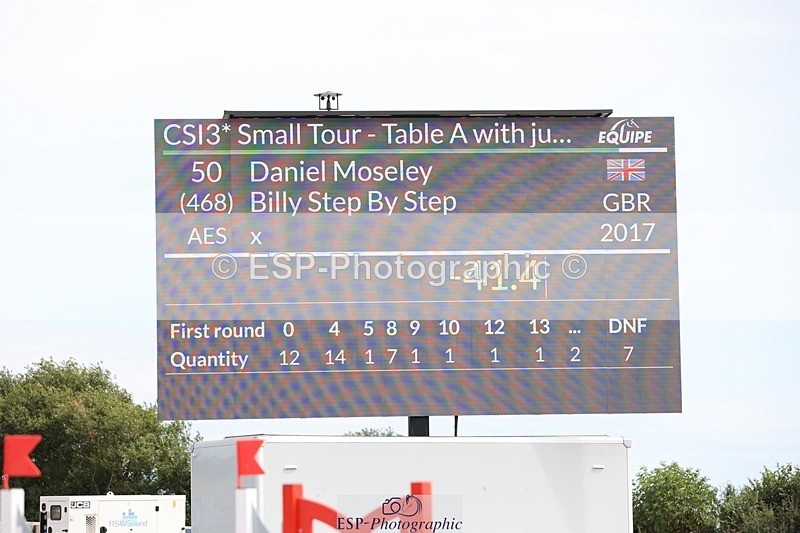 CSI3* Small Tour - Table A with ju... EQUIPE
50 Daniel Moseley
(468) Billy Step By Step GBR
AES x 2017
© ESP-Photographic ©
-41.4
First round 0 4 5 8 9 10 12 13 ... DNF
Quantity 12 14 1 7 1 1 1 1 2 7
JCB
RSWSound
ESP-Photographic